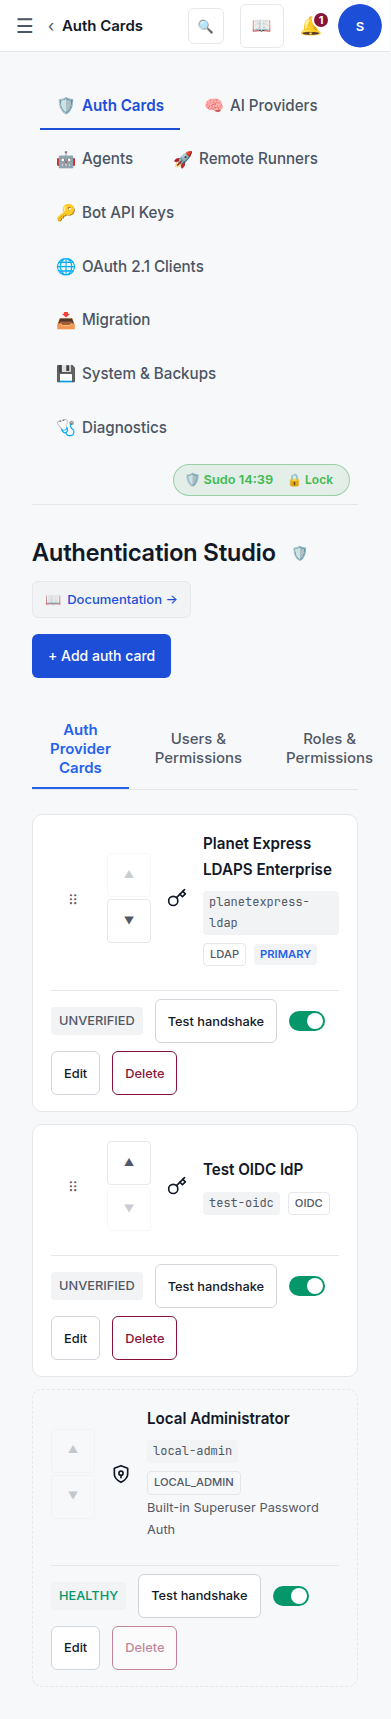 ☰ ‹ Auth Cards 1 S
Auth Cards AI Providers
Agents Remote Runners
Bot API Keys
OAuth 2.1 Clients
Migration
System & Backups
Diagnostics
Sudo 14:39 Lock
Authentication Studio
Documentation →
+ Add auth card
Auth
Provider
Cards
Users &
Permissions
Roles &
Permissions
Planet Express
LDAPS Enterprise
planetexpress-
ldap
LDAP PRIMARY
▲
▼
UNVERIFIED Test handshake
Edit Delete
▲
▼
Test OIDC IdP
test-oidc OIDC
UNVERIFIED Test handshake
Edit Delete
▲
▼
Local Administrator
local-admin
LOCAL_ADMIN
Built-in Superuser Password
Auth
HEALTHY Test handshake
Edit Delete